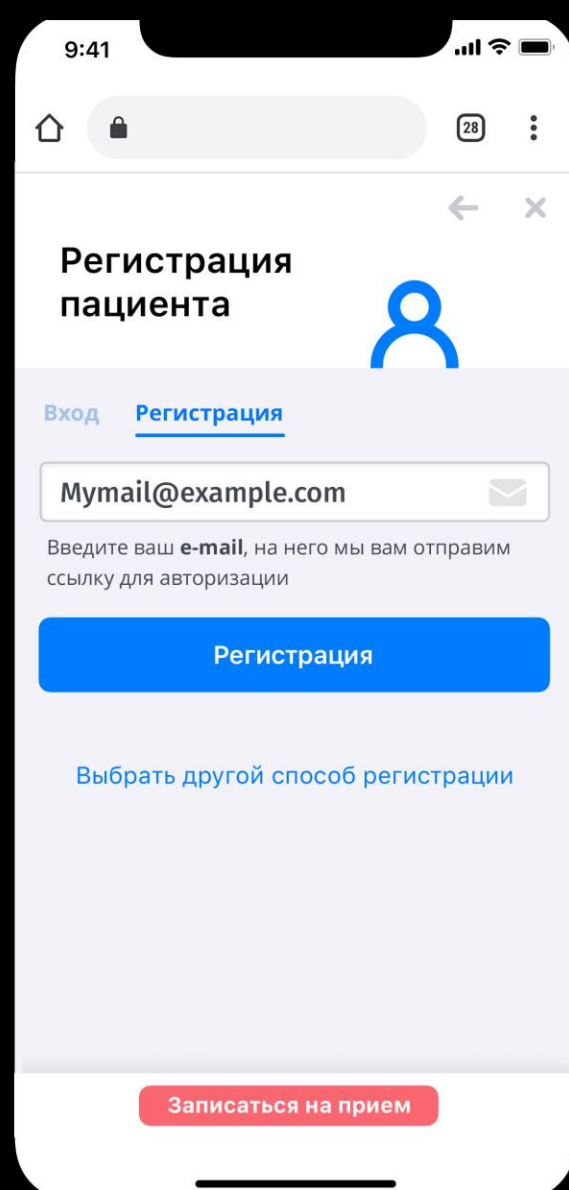 9:41
28
Регистрация
пациента
Вход Регистрация
Mymail@example.com
Введите ваш e-mail, на него мы вам отправим
ссылку для авторизации
Регистрация
Выбрать другой способ регистрации
Записаться на прием